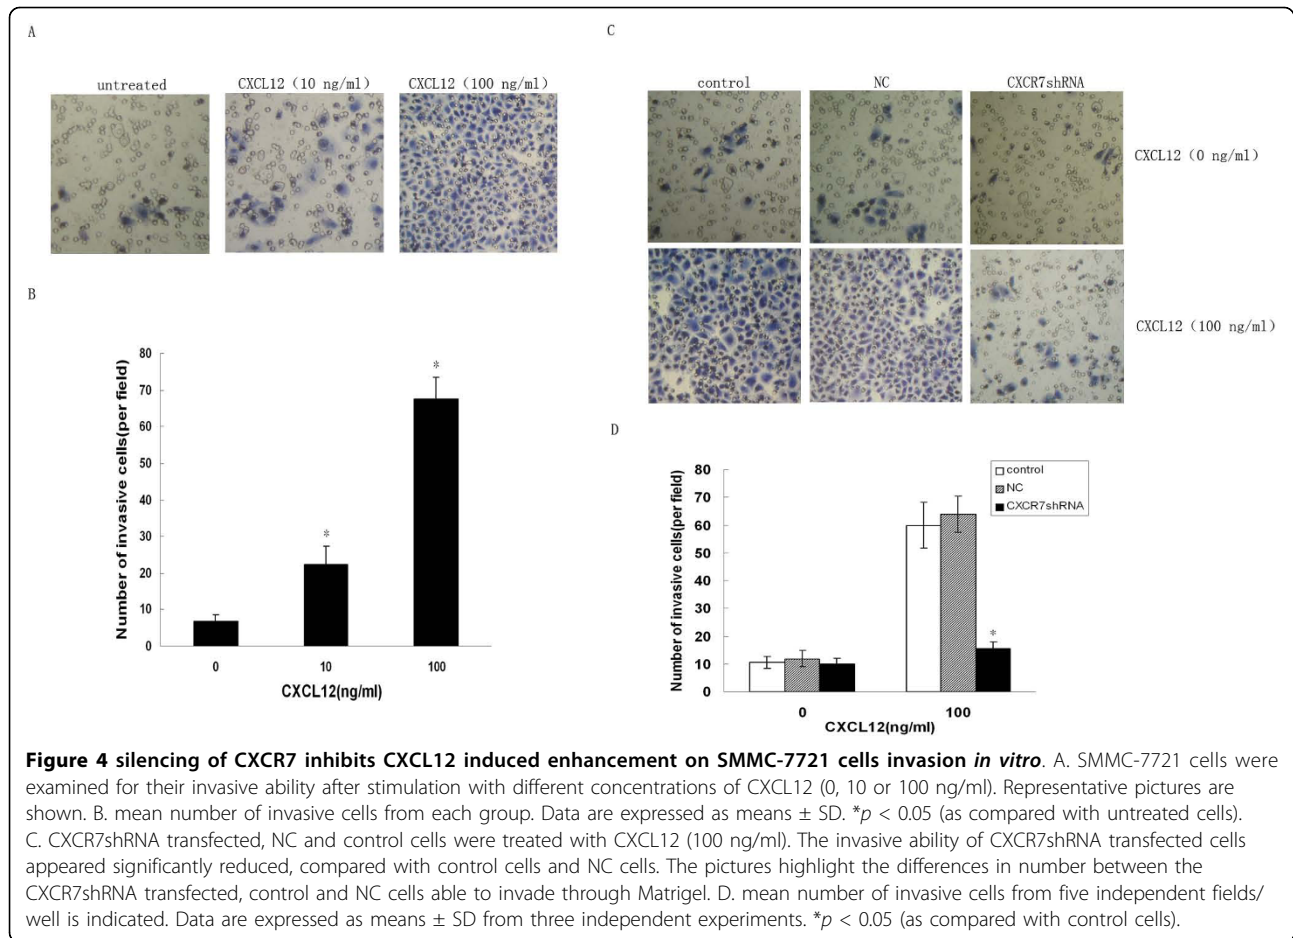 A
untreated
CXCL12 (10 ng/ml)
CXCL12 (100 ng/ml)
B
Number of invasive cells(per field)
80
70
60
50
40
30
20
10
0
*
*
0
10
100
CXCL12(ng/ml)
C
control
NC
CXCR7shRNA
CXCL12 (0 ng/ml)
CXCL12 (100 ng/ml)
D
Number of invasive cells(per field)
80
70
60
50
40
30
20
10
0
control
NC
CXCR7shRNA
*
0
100
CXCL12(ng/ml)
Figure 4 silencing of CXCR7 inhibits CXCL12 induced enhancement on SMMC-7721 cells invasion in vitro. A. SMMC-7721 cells were
examined for their invasive ability after stimulation with different concentrations of CXCL12 (0, 10 or 100 ng/ml). Representative pictures are
shown. B. mean number of invasive cells from each group. Data are expressed as means ± SD. *p < 0.05 (as compared with untreated cells).
C. CXCR7shRNA transfected, NC and control cells were treated with CXCL12 (100 ng/ml). The invasive ability of CXCR7shRNA transfected cells
appeared significantly reduced, compared with control cells and NC cells. The pictures highlight the differences in number between the
CXCR7shRNA transfected, control and NC cells able to invade through Matrigel. D. mean number of invasive cells from five independent fields/
well is indicated. Data are expressed as means ± SD from three independent experiments. *p < 0.05 (as compared with control cells).